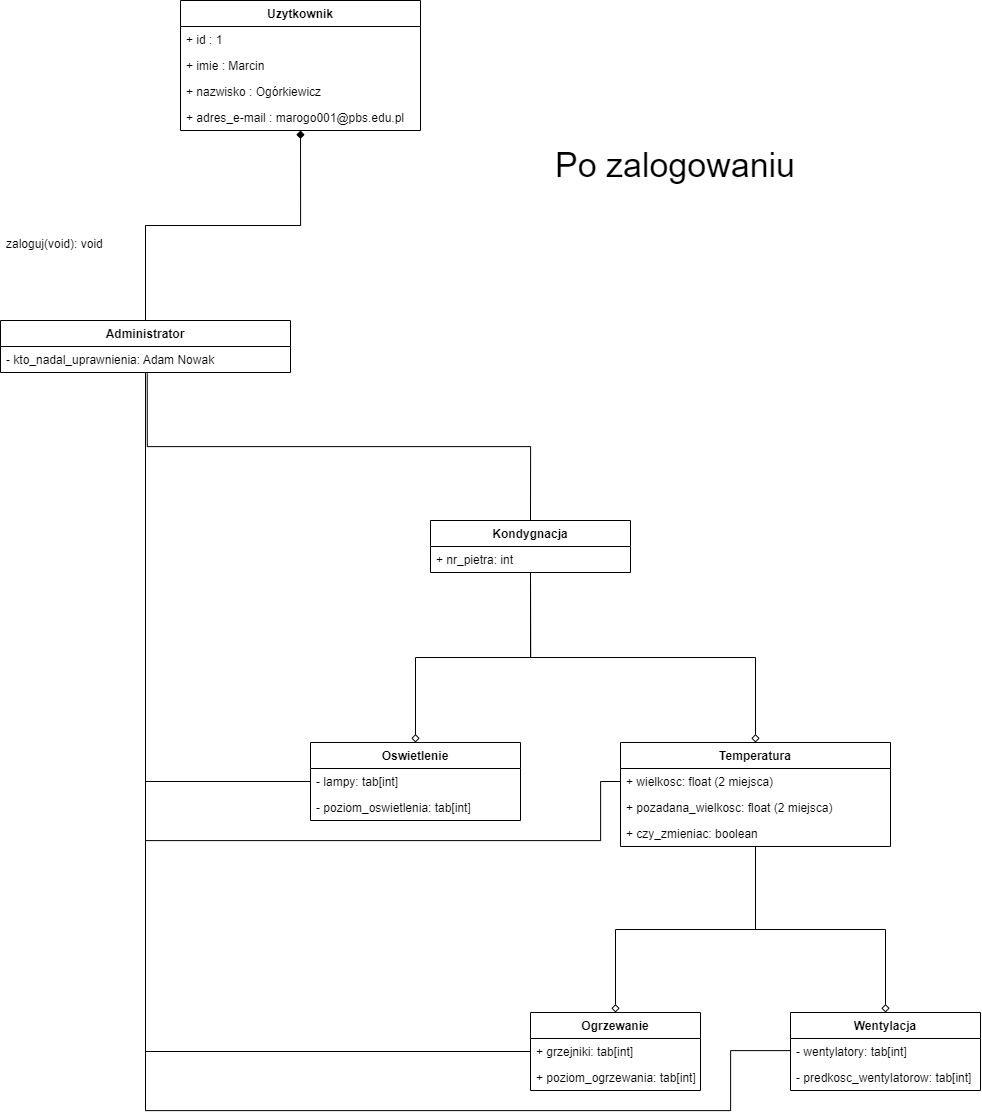 Uzytkownik
+ id : 1
+ imie : Marcin
+ nazwisko : Ogórkiewicz
+ adres_e-mail : marogo001@pbs.edu.pl
Po zalogowaniu
zaloguj(void): void
Administrator
- kto_nadal_uprawnienia: Adam Nowak
Kondygnacja
+ nr_pietra: int
Oswietlenie
- lampy: tab[int]
- poziom_oswietlenia: tab[int]
Temperatura
+ wielkosc: float (2 miejsca)
+ pozadana_wielkosc: float (2 miejsca)
+ czy_zmieniac: boolean
Ogrzewanie
+ grzejniki: tab[int]
+ poziom_ogrzewania: tab[int]
Wentylacja
- wentylatory: tab[int]
- predkosc_wentylatorow: tab[int]